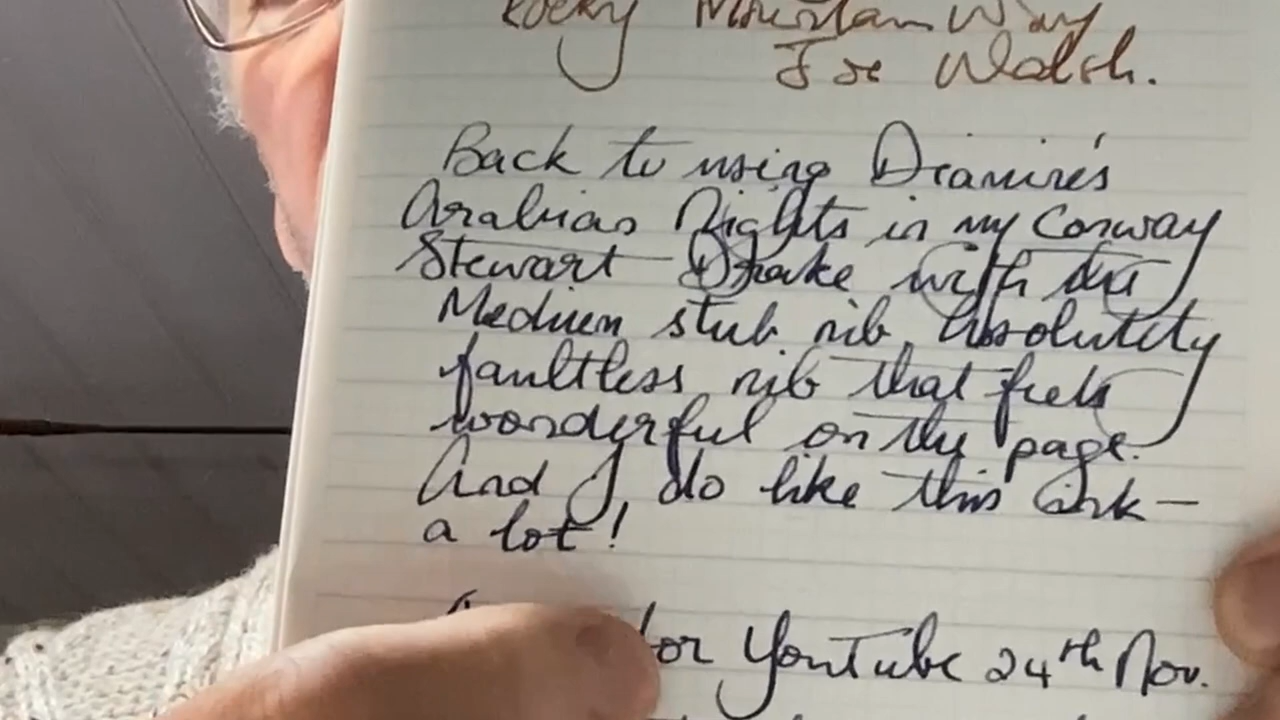 Rocky Mountain Way
Joe Walsh.
Back to using Diamine's
Arabian Nights in my Conway
Stewart Drake with the
Medium stub nib. Absolutely
faultless nib that feels
wonderful on the page.
And I do like this ink —
a lot!
for YouTube 24th Nov.